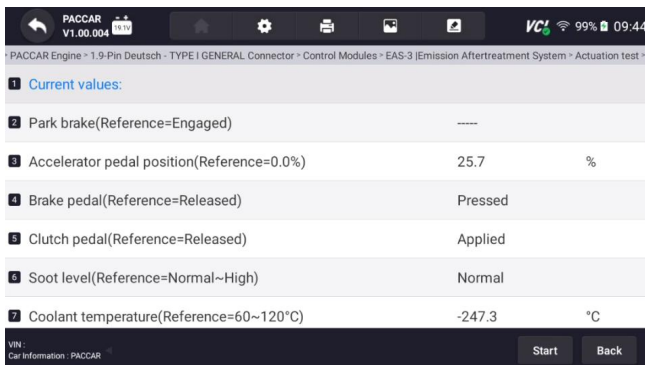 PACCAR
V1.00.004
19.1V
VCI 99% 09:44
PACCAR Engine > 1.9-Pin Deutsch - TYPE I GENERAL Connector > Control Modules > EAS-3 |Emission Aftertreatment System > Actuation test >
1 Current values:
2 Park brake(Reference=Engaged) -----
3 Accelerator pedal position(Reference=0.0%) 25.7 %
4 Brake pedal(Reference=Released) Pressed
5 Clutch pedal(Reference=Released) Applied
6 Soot level(Reference=Normal~High) Normal
7 Coolant temperature(Reference=60~120°C) -247.3 °C
VIN :
Car Information : PACCAR
Start Back